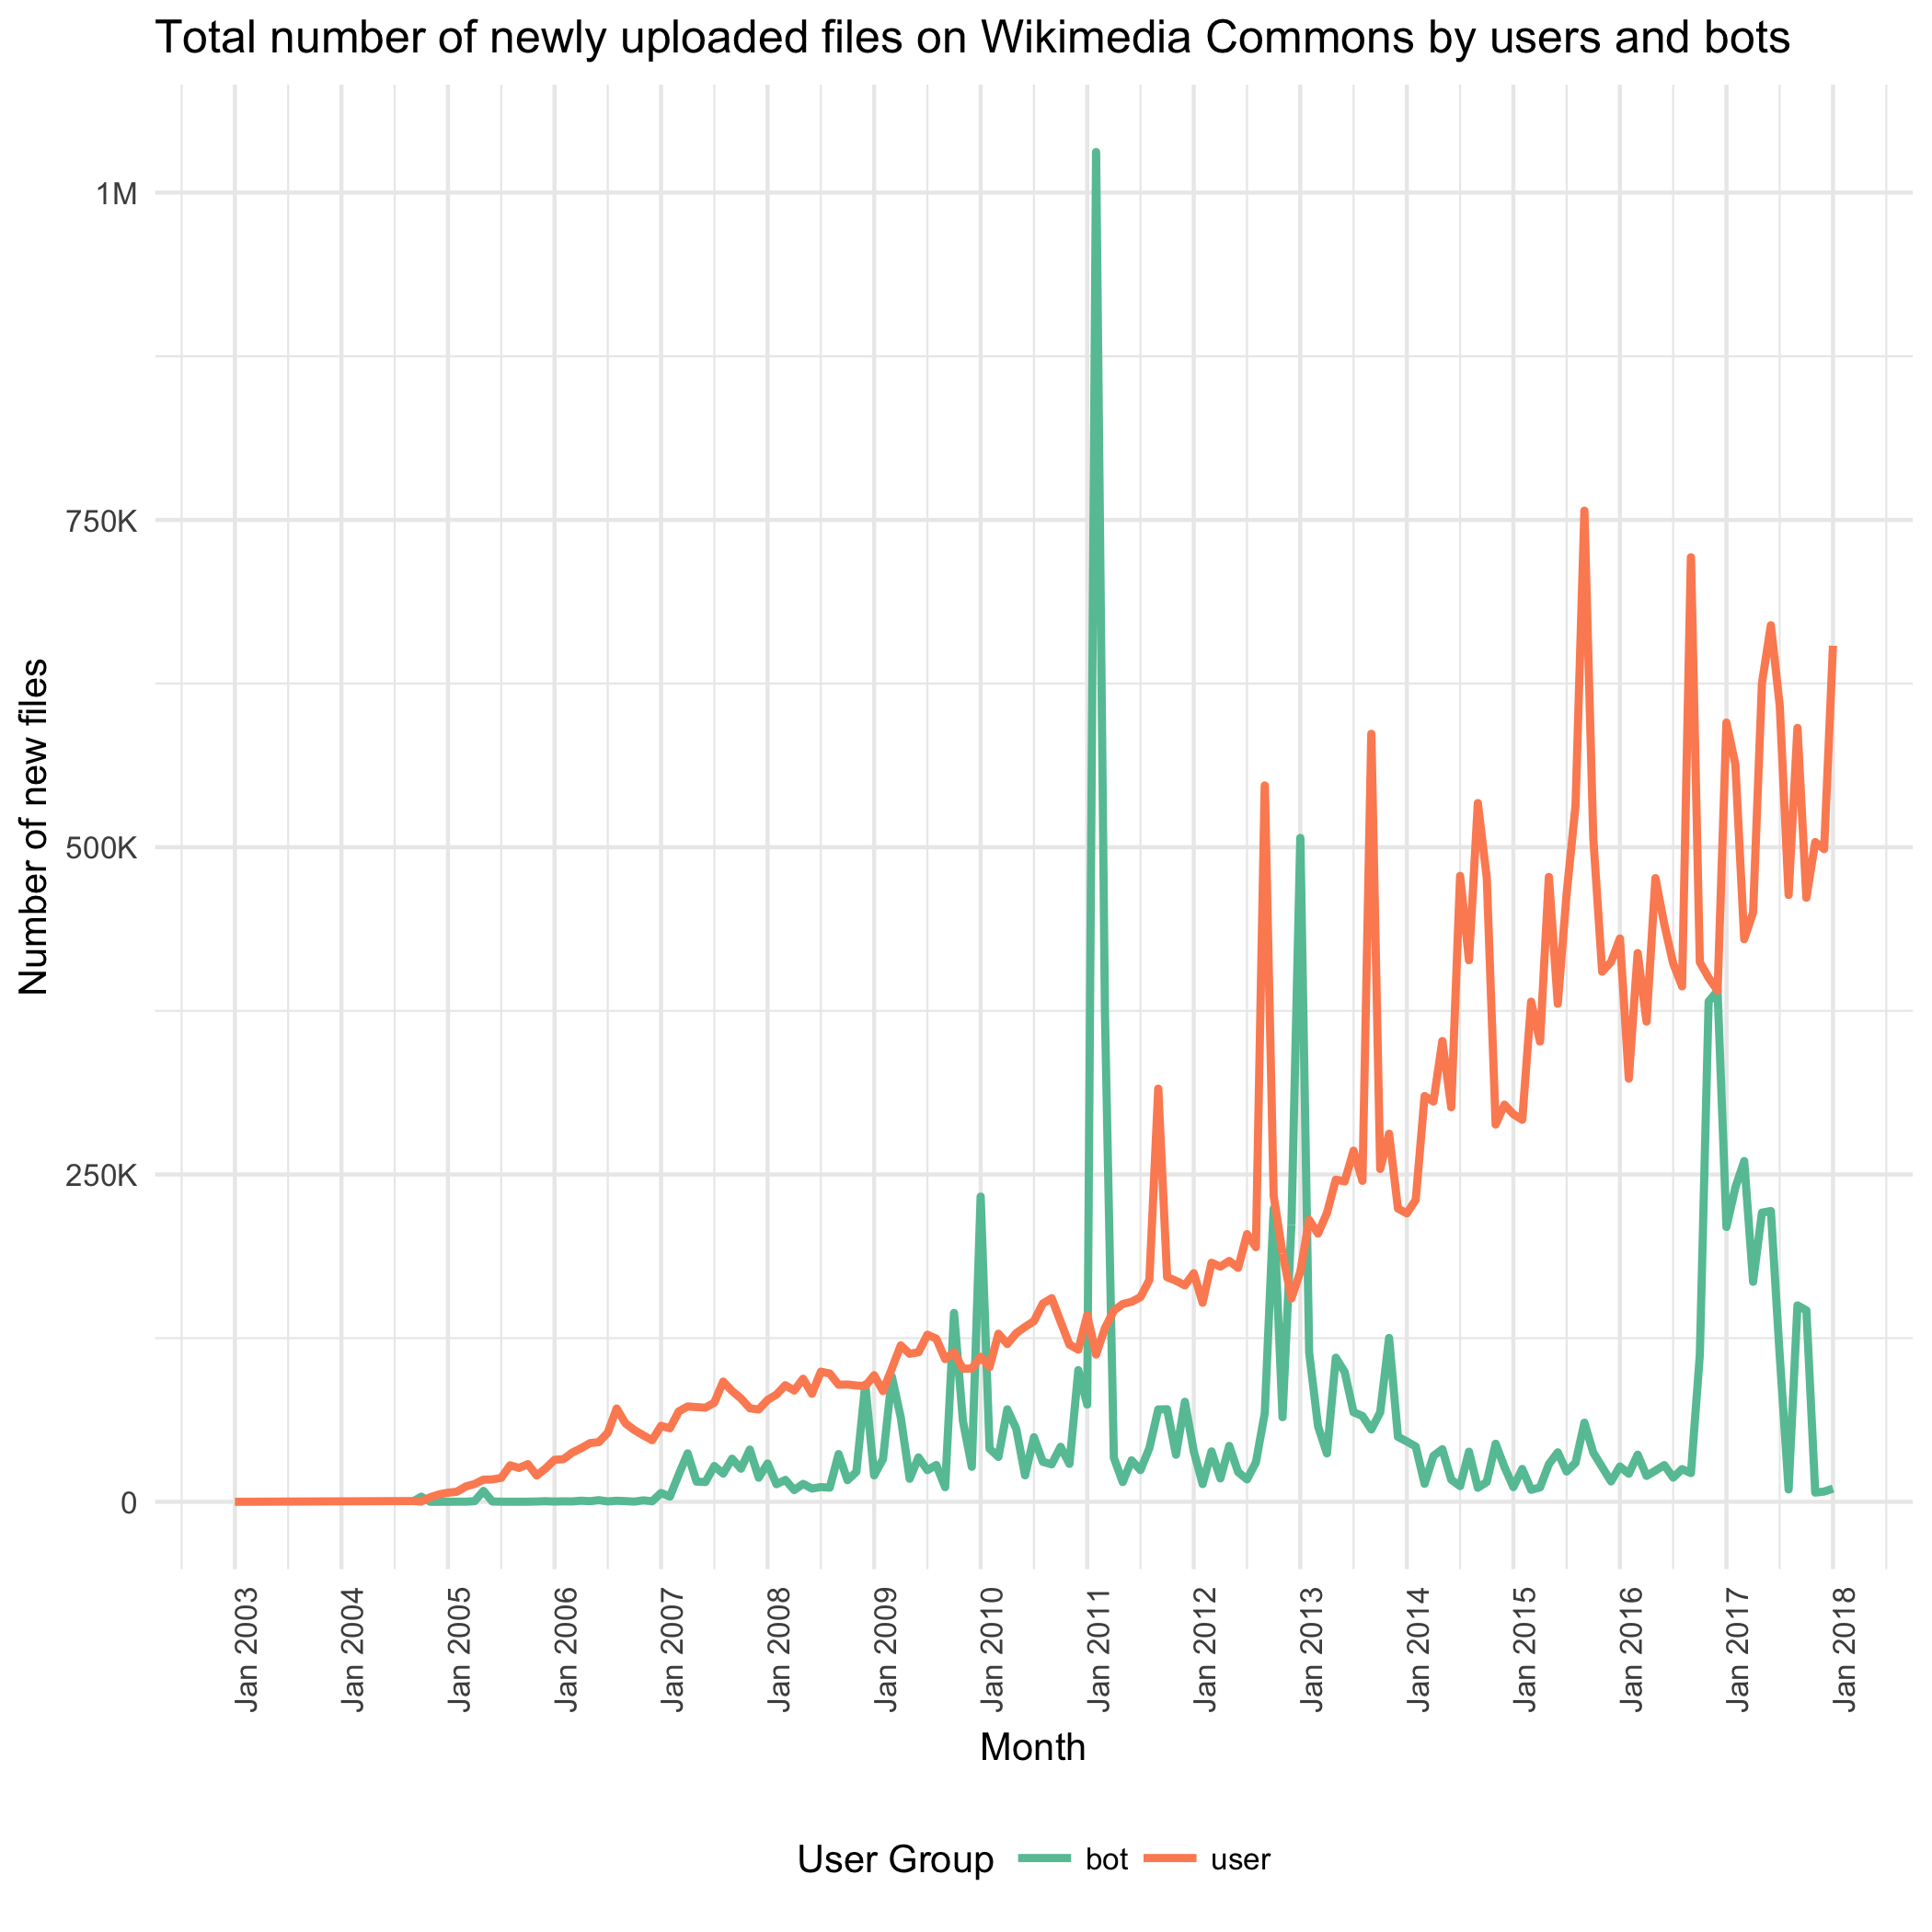 Total number of newly uploaded files on Wikimedia Commons by users and bots
Number of new files
1M
750K
500K
250K
0
Jan 2003
Jan 2004
Jan 2005
Jan 2006
Jan 2007
Jan 2008
Jan 2009
Jan 2010
Jan 2011
Jan 2012
Jan 2013
Jan 2014
Jan 2015
Jan 2016
Jan 2017
Jan 2018
Month
User Group bot user